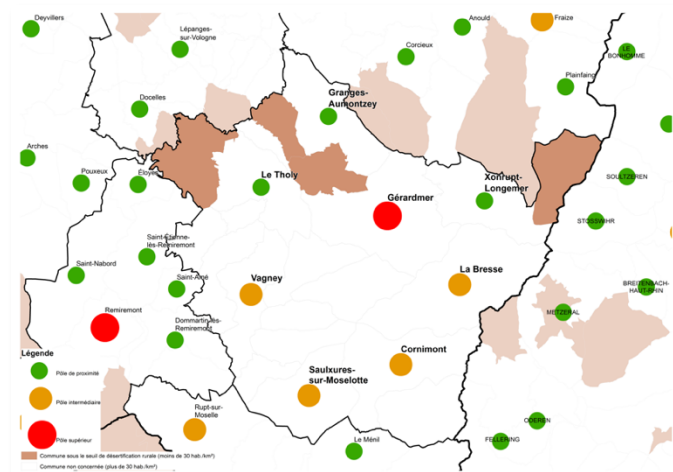 Deyvillers
Lépanges-
sur-Vologne
Anould
Fraize
Corcieux
LE
BONHOMME
Plainfaing
Docelles
Granges-
Aumontzey
Arches
Pouxeux
Éloyes
Le Tholy
Xonrupt-
Longemer
SOULTZEREN
Gérardmer
STOSSWIHR
Saint-Étienne-
lès-Remiremont
Saint-Nabord
Saint-Amé
Vagney
La Bresse
BREITENBACH-
HAUT-RHIN
METZERAL
Remiremont
Dommartin-lès-
Remiremont
Légende
Pôle de proximité
Pôle intermédiaire
Pôle supérieur
Commune sous le seuil de désertification rurale (moins de 30 hab./km²)
Commune non concernée (plus de 30 hab./km²)
Cornimont
Saulxures-
sur-Moselotte
Rupt-sur-
Moselle
Le Ménil
ODEREN
FELLERING